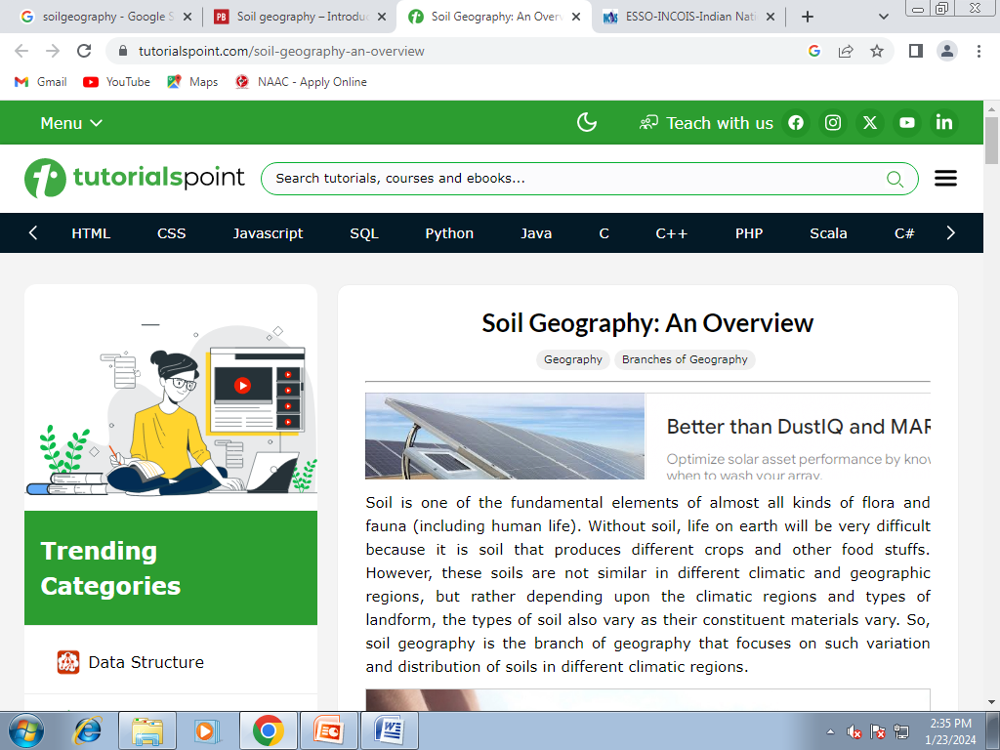 soilgeography - Google S
Soil geography – Introduc
Soil Geography: An Overv
ESSO-INCOIS-Indian Nati
tutorialspoint.com/soil-geography-an-overview
Gmail
YouTube
Maps
NAAC - Apply Online
Menu
Teach with us
tutorialspoint
Search tutorials, courses and ebooks...
HTML
CSS
Javascript
SQL
Python
Java
C
C++
PHP
Scala
C#
Soil Geography: An Overview
Geography
Branches of Geography
Better than DustIQ and MAR
Optimize solar asset performance by know
when to wash your array.
Soil is one of the fundamental elements of almost all kinds of flora and
fauna (including human life). Without soil, life on earth will be very difficult
because it is soil that produces different crops and other food stuffs.
However, these soils are not similar in different climatic and geographic
regions, but rather depending upon the climatic regions and types of
landform, the types of soil also vary as their constituent materials vary. So,
soil geography is the branch of geography that focuses on such variation
and distribution of soils in different climatic regions.
Trending
Categories
Data Structure
2:35 PM
1/23/2024